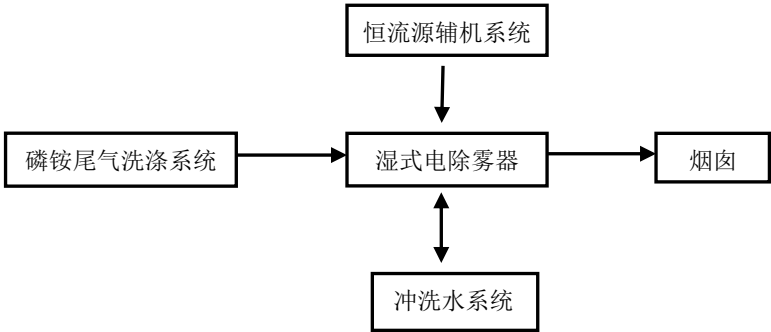 恒流源辅机系统
磷铵尾气洗涤系统
湿式电除雾器
烟囱
冲洗水系统